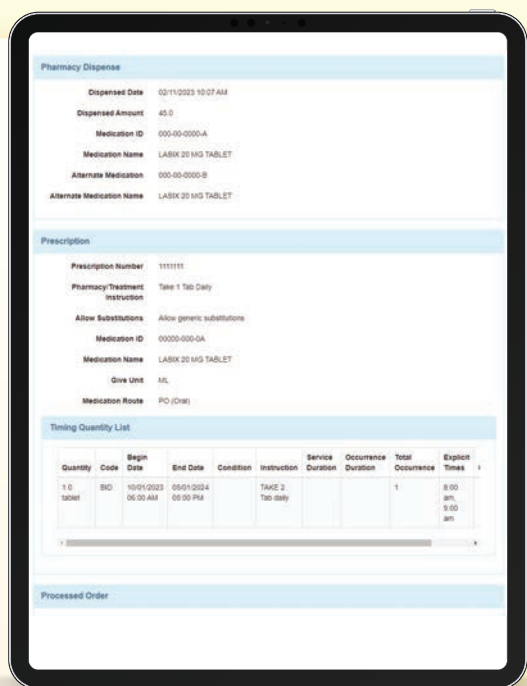 Pharmacy Dispense
Dispensed Date 02/11/2023 10:07 AM
Dispensed Amount 45.0
Medication ID 000-00-0000-A
Medication Name LASIX 20 MG TABLET
Alternate Medication 000-00-0000-B
Alternate Medication Name LASIX 20 MG TABLET
Prescription
Prescription Number 1111111
Pharmacy/Treatment Instruction Take 1 Tab Daily
Allow Substitutions Allow generic substitutions
Medication ID 00000-000-0A
Medication Name LASIX 20 MG TABLET
Give Unit ML
Medication Route PO (Oral)
Timing Quantity List
Quantity Code Begin Date End Date Condition Instruction Service Duration Occurrence Duration Total Occurrence Explicit Times
1.0 tablet BID 10/01/2023 06:00 AM 05/01/2024 05:00 PM TAKE 2 Tab daily 1 8:00 am, 9:00 am
Processed Order